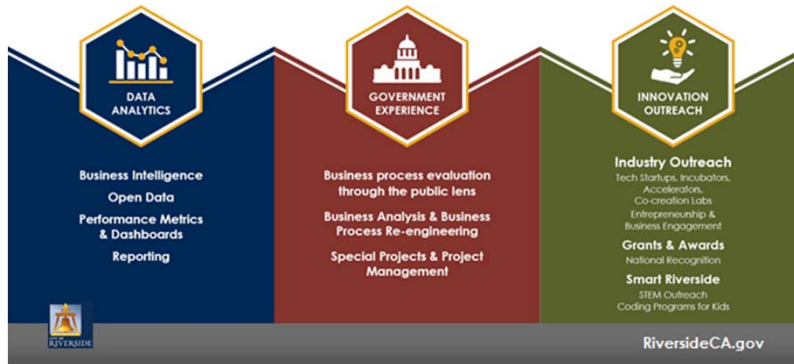 DATA
ANALYTICS
Business Intelligence
Open Data
Performance Metrics
& Dashboards
Reporting
GOVERNMENT
EXPERIENCE
Business process evaluation
through the public lens
Business Analysis & Business
Process Re-engineering
Special Projects & Project
Management
INNOVATION
OUTREACH
Industry Outreach
Tech Startups, Incubators,
Accelerators,
Co-creation Labs
Entrepreneurship &
Business Engagement
Grants & Awards
National Recognition
Smart Riverside
STEM Outreach
Coding Programs for Kids
CITY OF
RIVERSIDE
RiversideCA.gov